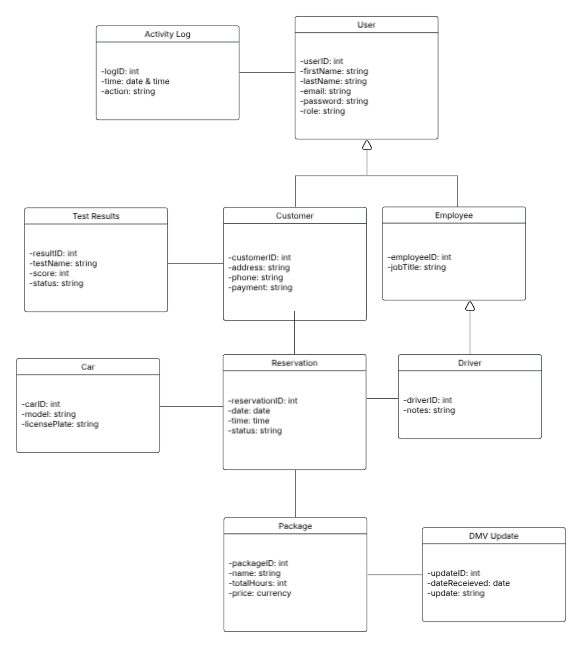 Activity Log
-logID: int
-time: date & time
-action: string
User
-userID: int
-firstName: string
-lastName: string
-email: string
-password: string
-role: string
Test Results
-resultID: int
-testName: string
-score: int
-status: string
Customer
-customerID: int
-address: string
-phone: string
-payment: string
Employee
-employeeID: int
-jobTitle: string
Car
-carID: int
-model: string
-licensePlate: string
Reservation
-reservationID: int
-date: date
-time: time
-status: string
Driver
-driverID: int
-notes: string
Package
-packageID: int
-name: string
-totalHours: int
-price: currency
DMV Update
-updateID: int
-dateReceieved: date
-update: string